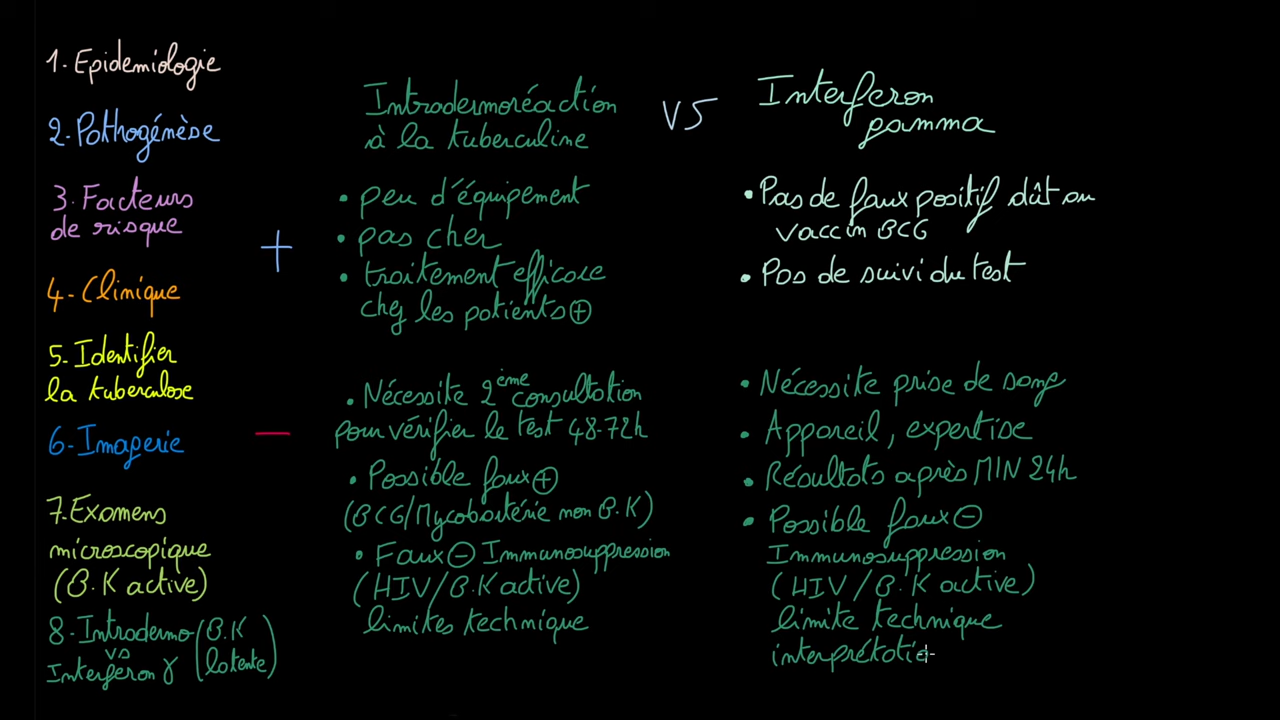 1. Epidemiologie
2. Pathogénèse
3. Facteurs
de risque
4. Clinique
5. Identifier
la tuberculose
6. Imagerie
7. Examens
microscopique
(B.K active)
8. Introdermo (B.K
vs latente)
Interferon γ
Introdermoréaction
à la tuberculine
VS
Interferon
gamma
+
• peu d'équipement
• pas cher
• traitement efficace
chez les patients ⊕
• Pas de faux positif dût au
vaccin BCG
• Pas de suivi du test
—
• Nécessite 2ème consultation
pour vérifier le test 48-72h
• Possible faux ⊕
(BCG/Mycobactérie non B.K)
• Faux ⊖ Immunosuppression
(HIV/B.K active)
limites technique
• Nécessite prise de sang
• Appareil, expertise
• Résultats après MIN 24h
• Possible faux ⊖
Immunosuppression
(HIV/B.K active)
limite technique
interprétatio